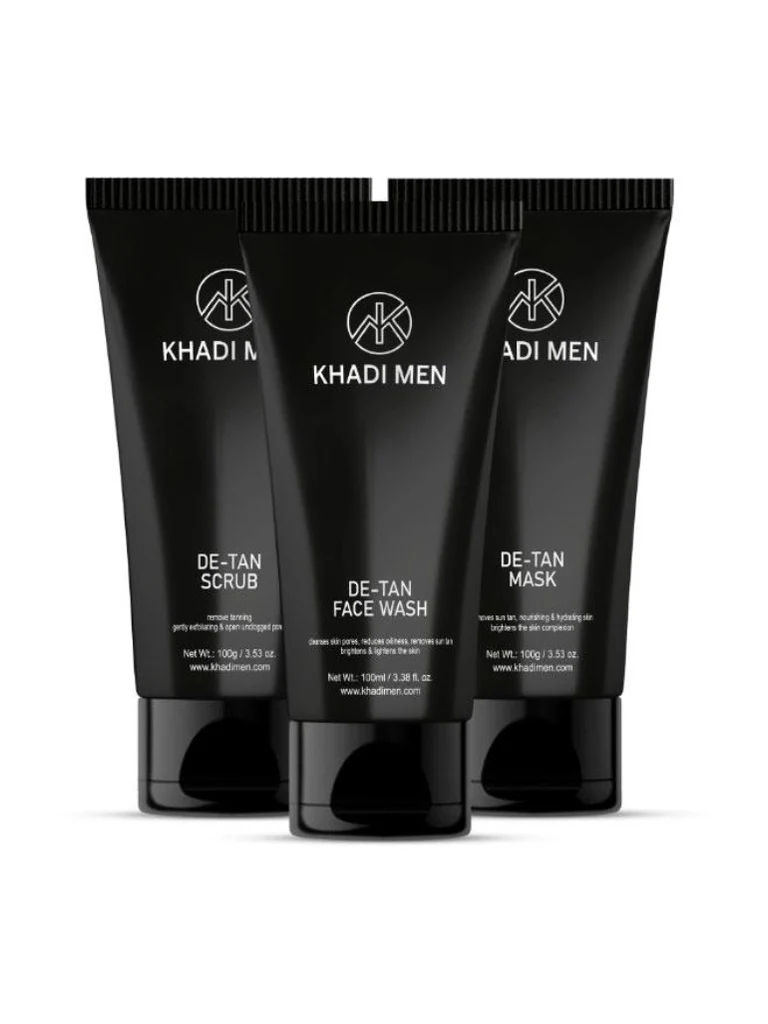 KHADI M
DE-TAN
SCRUB
remove tanning
gently exfoliating & open unclogged por
Net Wt.: 100g / 3.53 oz.
www.khadimen.com
KHADI MEN
DE-TAN
FACE WASH
cleanses skin pores, reduces oiliness, removes sun tan
brightens & lightens the skin
Net Wt.: 100ml / 3.38 fl. oz.
www.khadimen.com
ADI MEN
DE-TAN
MASK
moves sun tan, nourishing & hydrating skin
brightens the skin complexion
Net Wt.: 100g / 3.53 oz.
www.khadimen.com